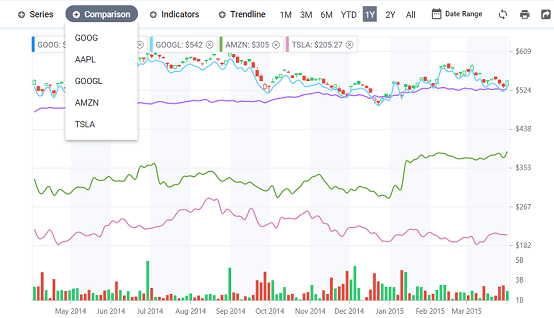 Series Comparison Indicators Trendline 1M 3M 6M YTD 1Y 2Y All Date Range
GOOG
AAPL
GOOGL
AMZN
TSLA
GOOG: $
GOOGL: $542
AMZN: $305
TSLA: $205.27
$609
$524
$438
$353
$267
$182
5B
3B
1B
May 2014 Jun 2014 Jul 2014 Aug 2014 Sep 2014 Oct 2014 Nov 2014 Dec 2014 Jan 2015 Feb 2015 Mar 2015